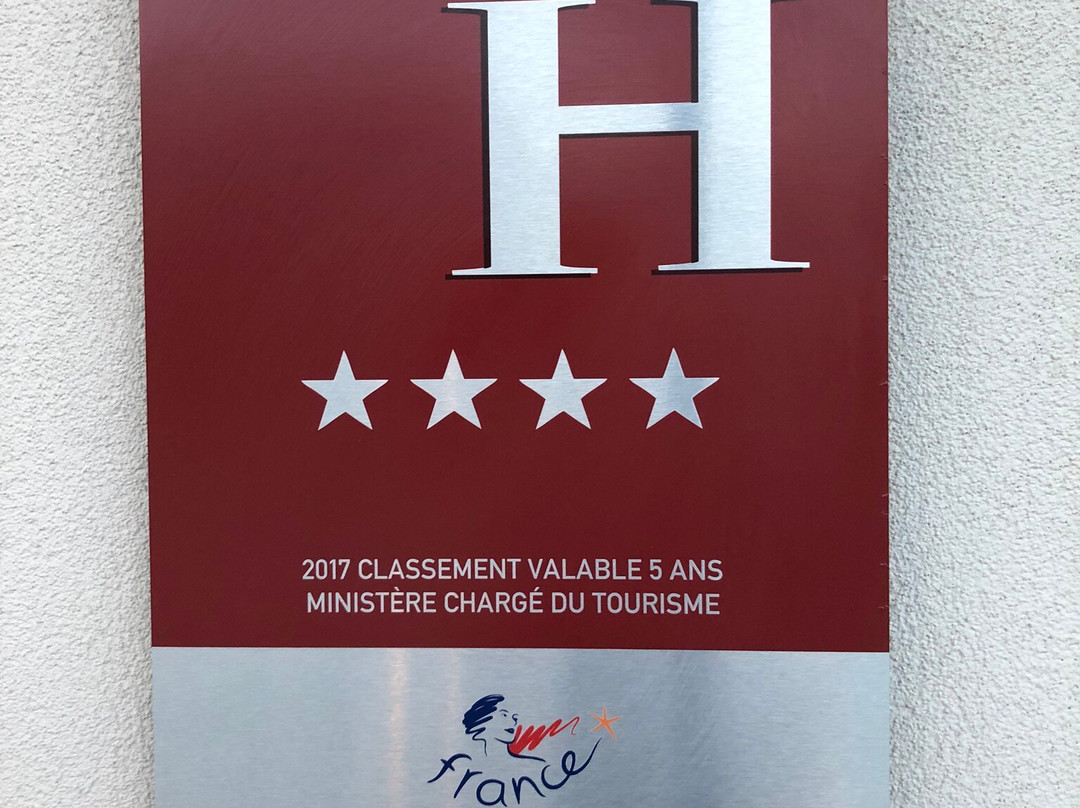 H
2017 CLASSEMENT VALABLE 5 ANS
MINISTÈRE CHARGÉ DU TOURISME
france